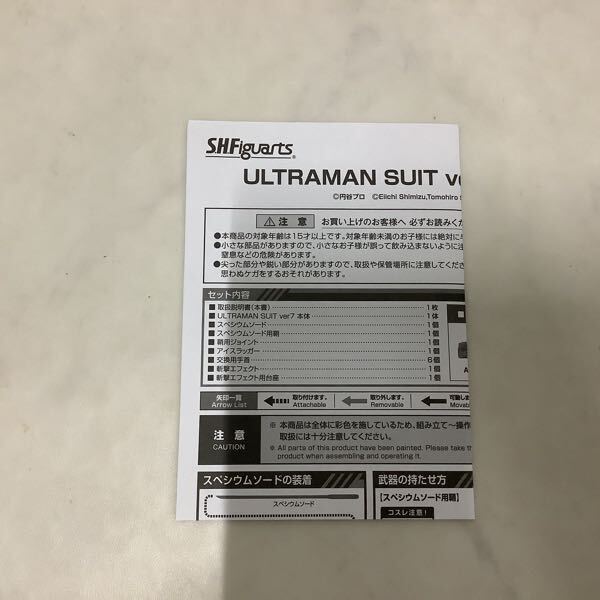 S.H.Figuarts
ULTRAMAN SUIT ve
©円谷プロ ©Eiichi Shimizu,Tomohiro S
⚠ 注 意 お買い上げのお客様へ 必ずお読みくだ
●本商品の対象年齢は15才以上です。対象年齢未満のお子様には絶対に与
●小さな部品がありますので、小さなお子様が誤って飲み込まないように注
窒息などの危険があります。
●尖った部分や鋭い部分がありますので、取扱や保管場所に注意してくださ
思わぬケガをするおそれがあります。
セット内容
■ 取扱説明書(本書) 1枚
■ ULTRAMAN SUIT ver7 本体 1体
■ スペシウムソード 1個
■ スペシウムソード用鞘 1個
■ 鞘用ジョイント 1個
■ アイスラッガー 1個
■ 交換用手首 6個
■ 斬撃エフェクト 1個
■ 斬撃エフェクト用台座 1個
矢印一覧 取り付けます。 取り外します。 可動しま
Arrow List Attachable Removable Movab
注 意
CAUTION
※ 本商品は全体に彩色を施しているため、組み立て〜操作
取扱には十分注意してください。
※ All parts of this product have been painted. Please take th
product when assembling and operating it.
スペシウムソードの装着
スペシウムソード
武器の持たせ方
【スペシウムソード用鞘】
コスレ注意!